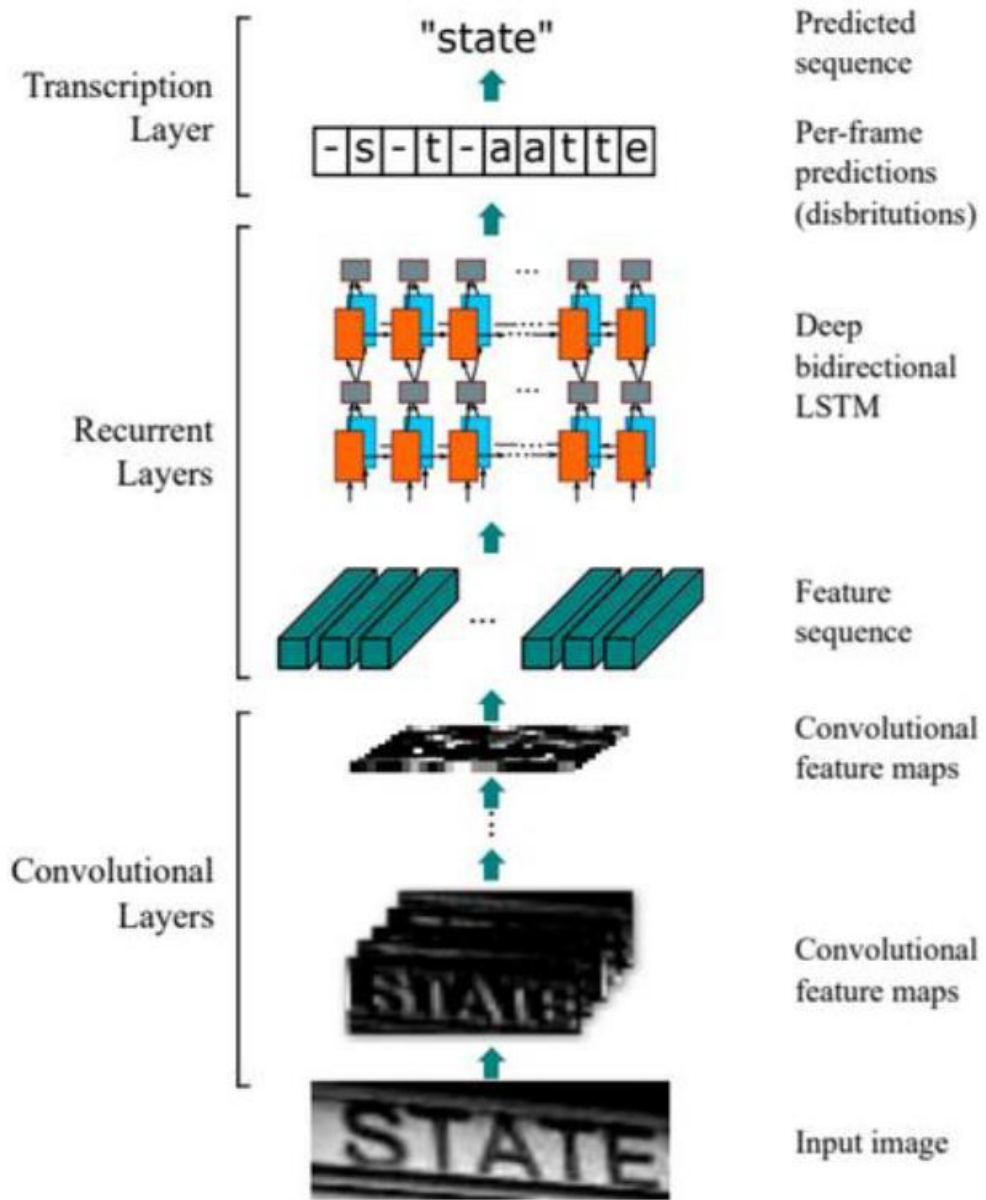 "state"
Predicted
sequence
Transcription
Layer
-s-t-aatte
Per-frame
predictions
(disbritutions)
...
Deep
bidirectional
LSTM
...
Recurrent
Layers
...
Feature
sequence
Convolutional
feature maps
Convolutional
Layers
STATE
Convolutional
feature maps
STATE
Input image